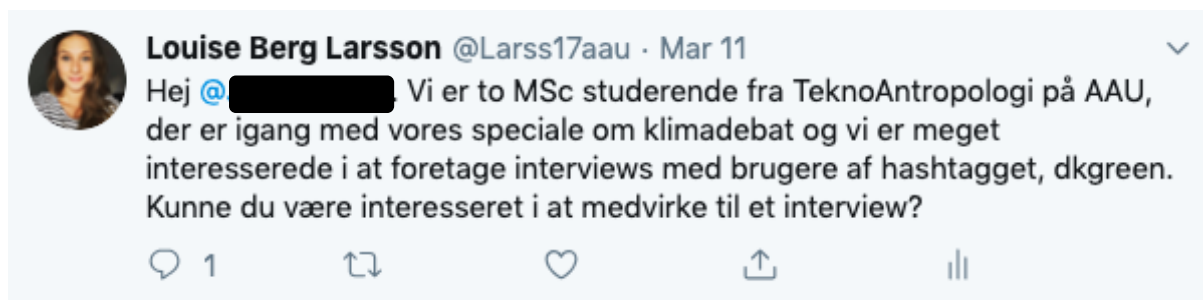 Louise Berg Larsson @Larss17aau · Mar 11
Hej @. Vi er to MSc studerende fra TeknoAntropologi på AAU,
der er igang med vores speciale om klimadebat og vi er meget
interesserede i at foretage interviews med brugere af hashtagget, dkgreen.
Kunne du være interesseret i at medvirke til et interview?
1